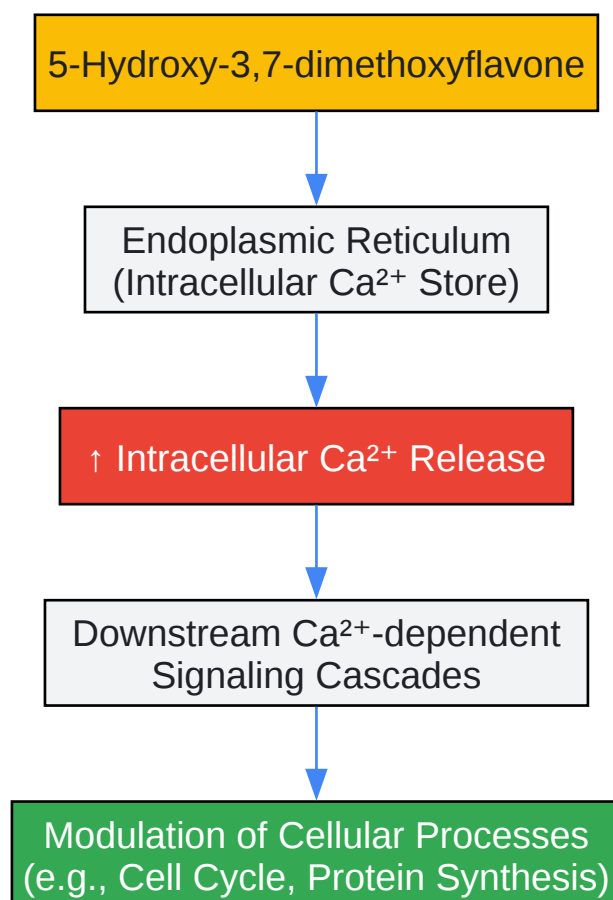 5-Hydroxy-3,7-dimethoxyflavone
Endoplasmic Reticulum
(Intracellular Ca²⁺ Store)
↑ Intracellular Ca²⁺ Release
Downstream Ca²⁺-dependent
Signaling Cascades
Modulation of Cellular Processes
(e.g., Cell Cycle, Protein Synthesis)